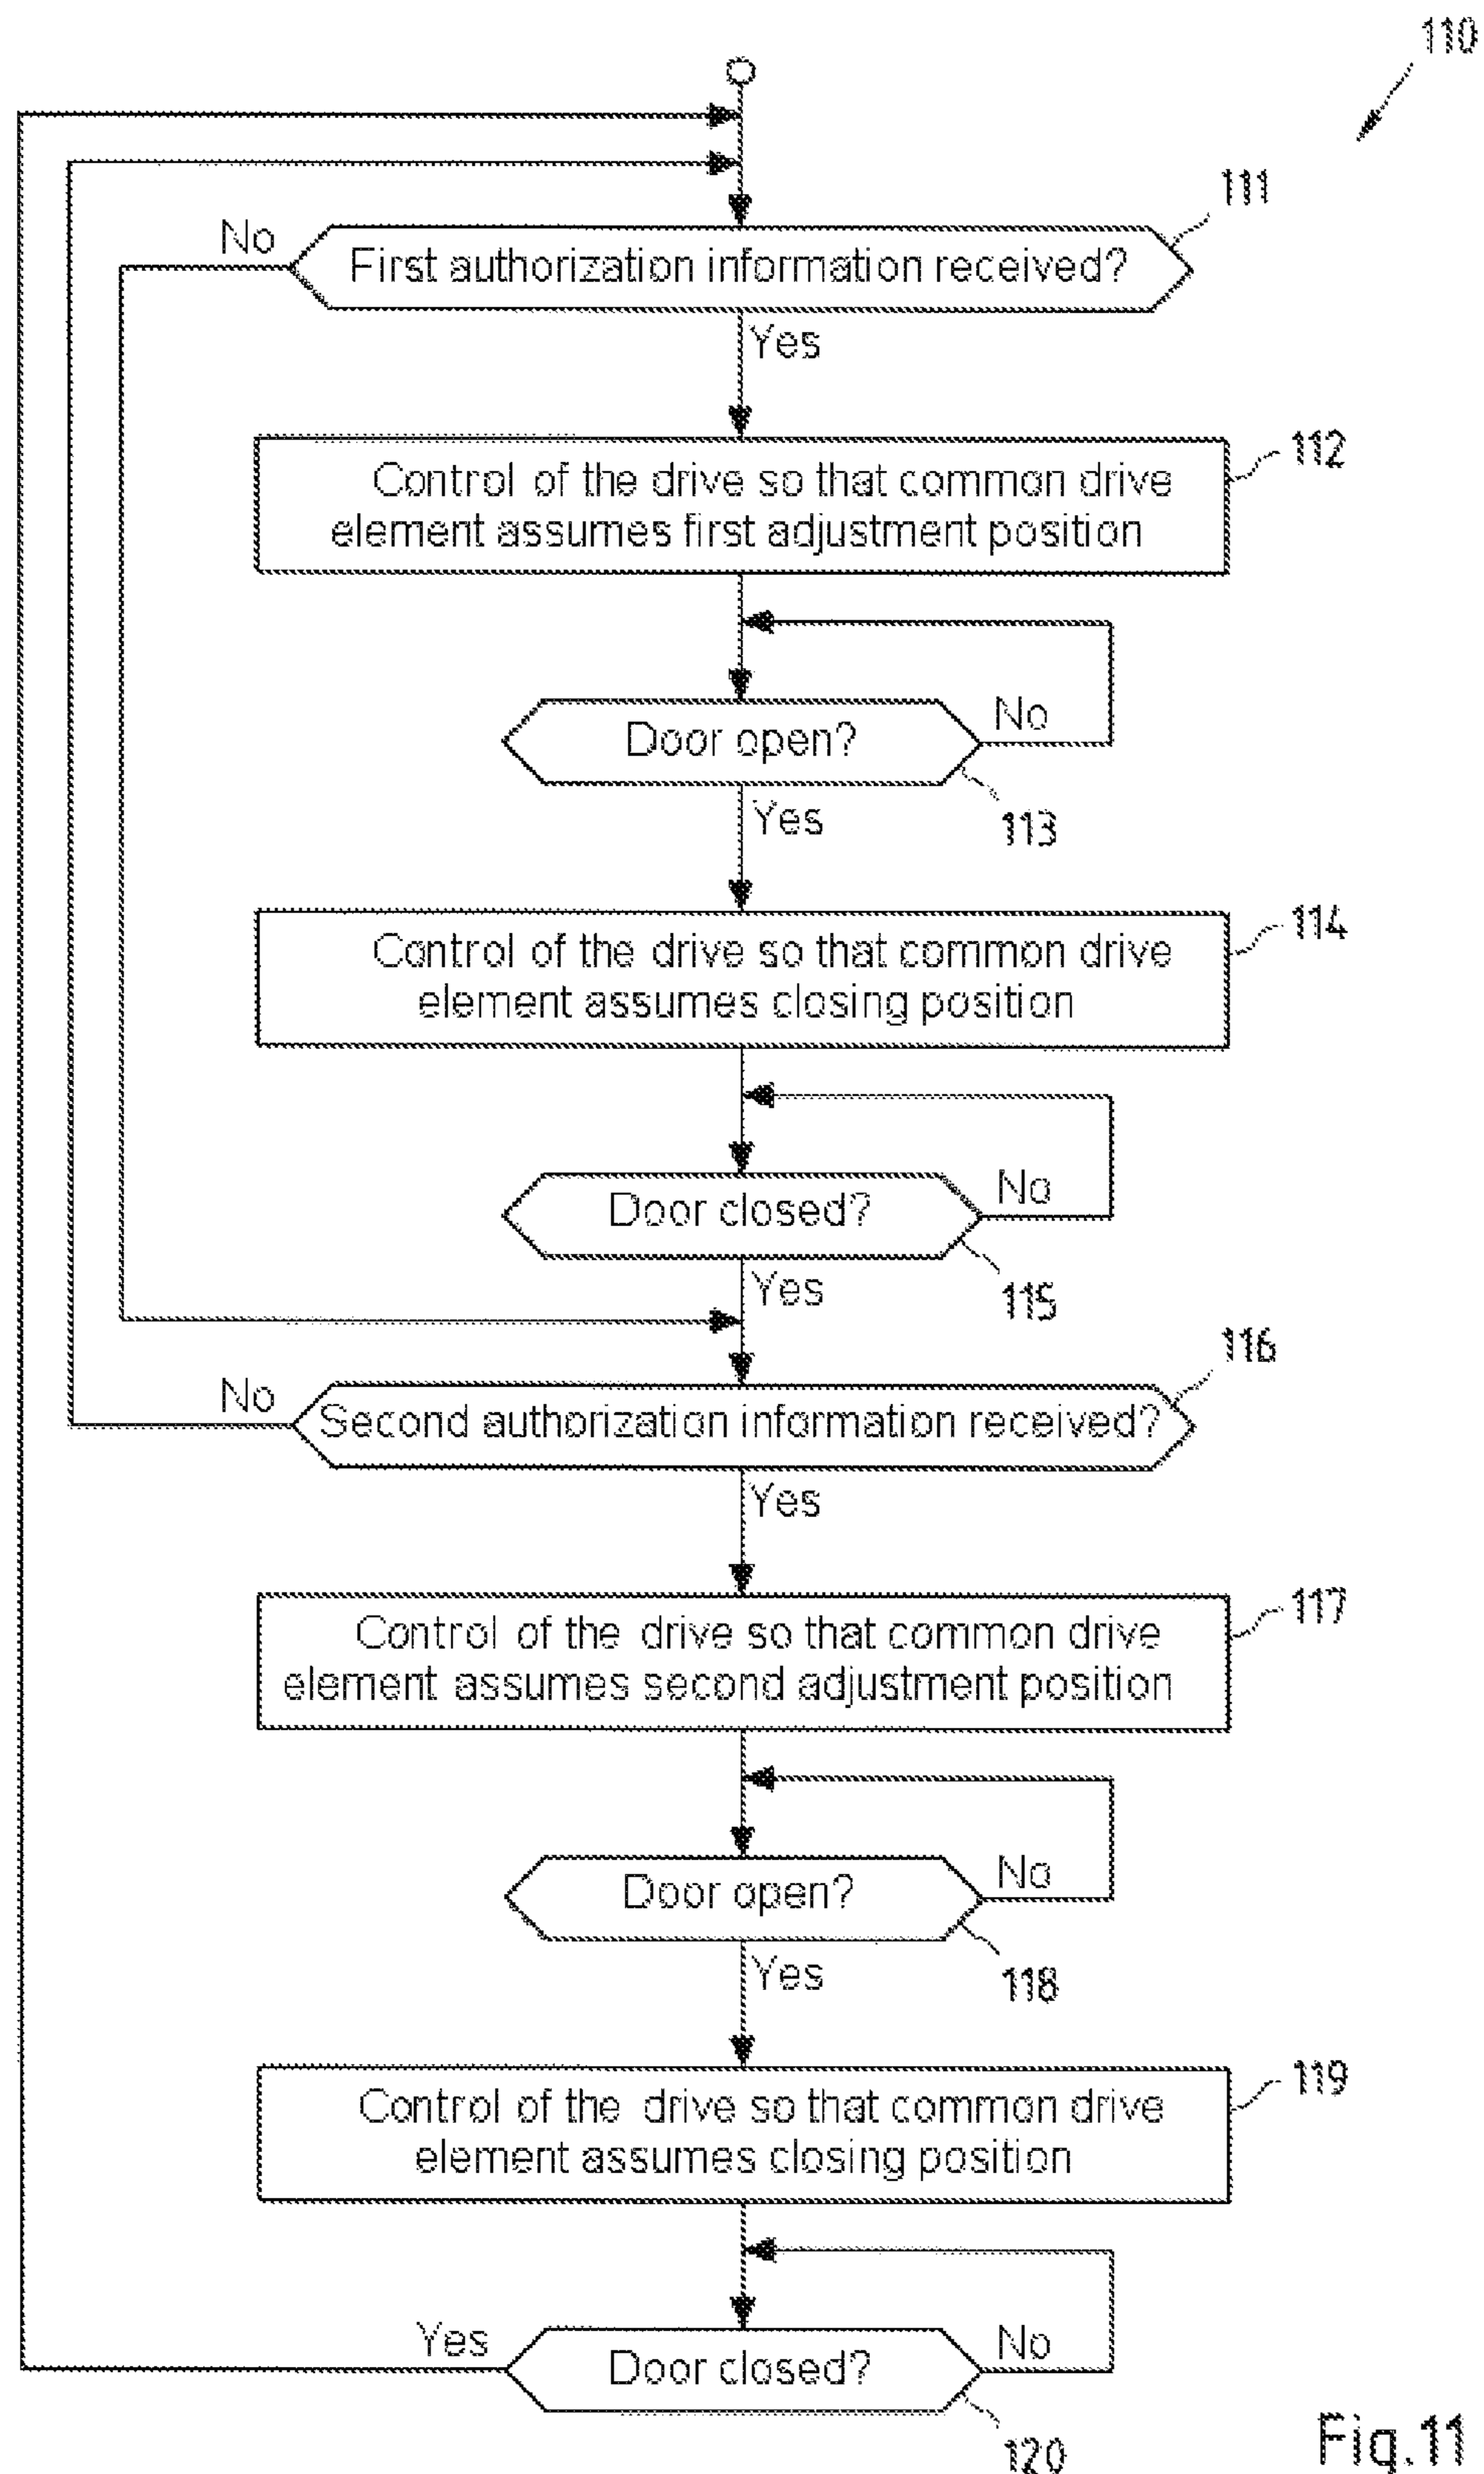 110
111
No
First authorization information received?
Yes
112
Control of the drive so that common drive
element assumes first adjustment position
Door open?
No
113
Yes
114
Control of the drive so that common drive
element assumes closing position
Door closed?
No
115
Yes
116
No
Second authorization information received?
Yes
117
Control of the drive so that common drive
element assumes second adjustment position
Door open?
No
118
Yes
119
Control of the drive so that common drive
element assumes closing position
Yes
Door closed?
No
120
Fig.11